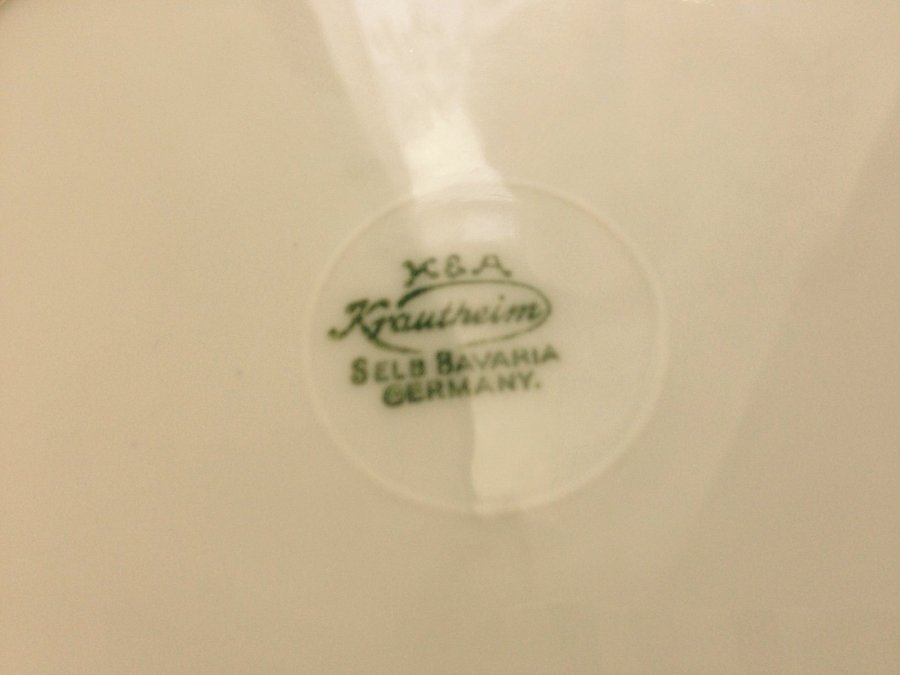 K&A
Krautheim
SELB BAVARIA
GERMANY.